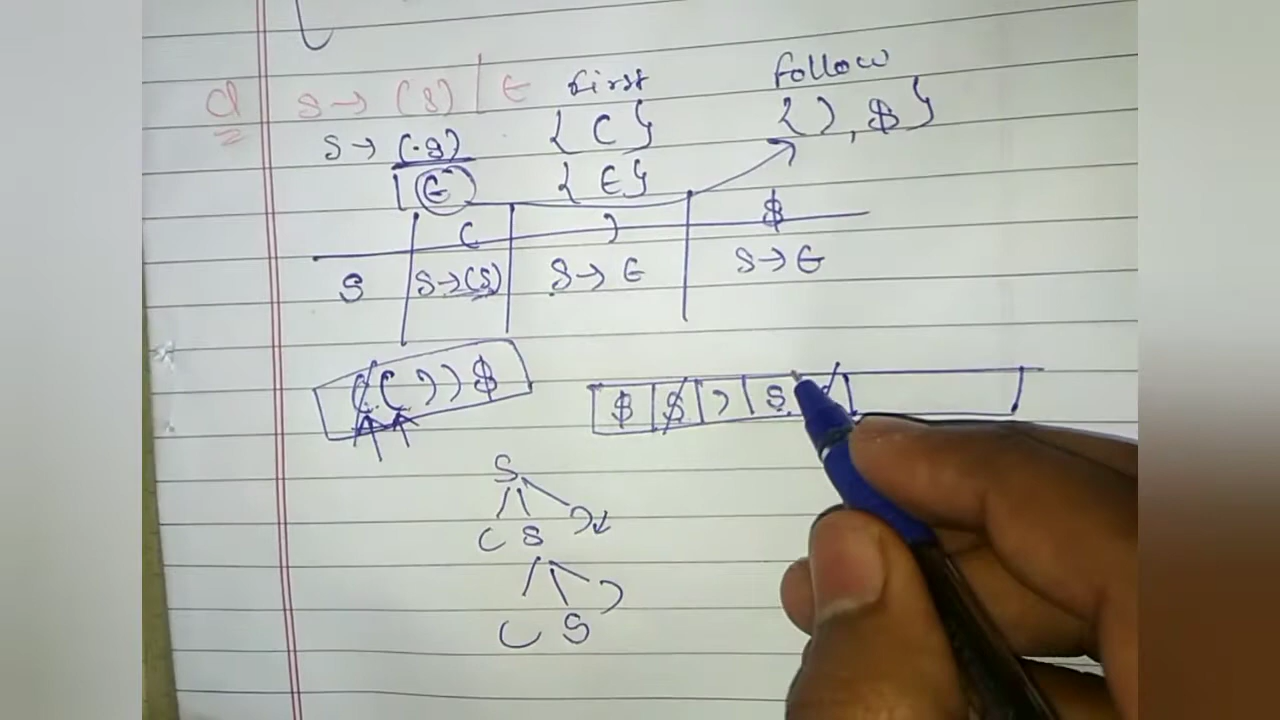 Q S → (S) | ε First Follow
S → (·S) { ( } { ) , $ }
| ε { ε }
( ) $
S S→(S) S→ε S→ε
( ( ) ) $
$ $ ) S
S
( S )
( S )